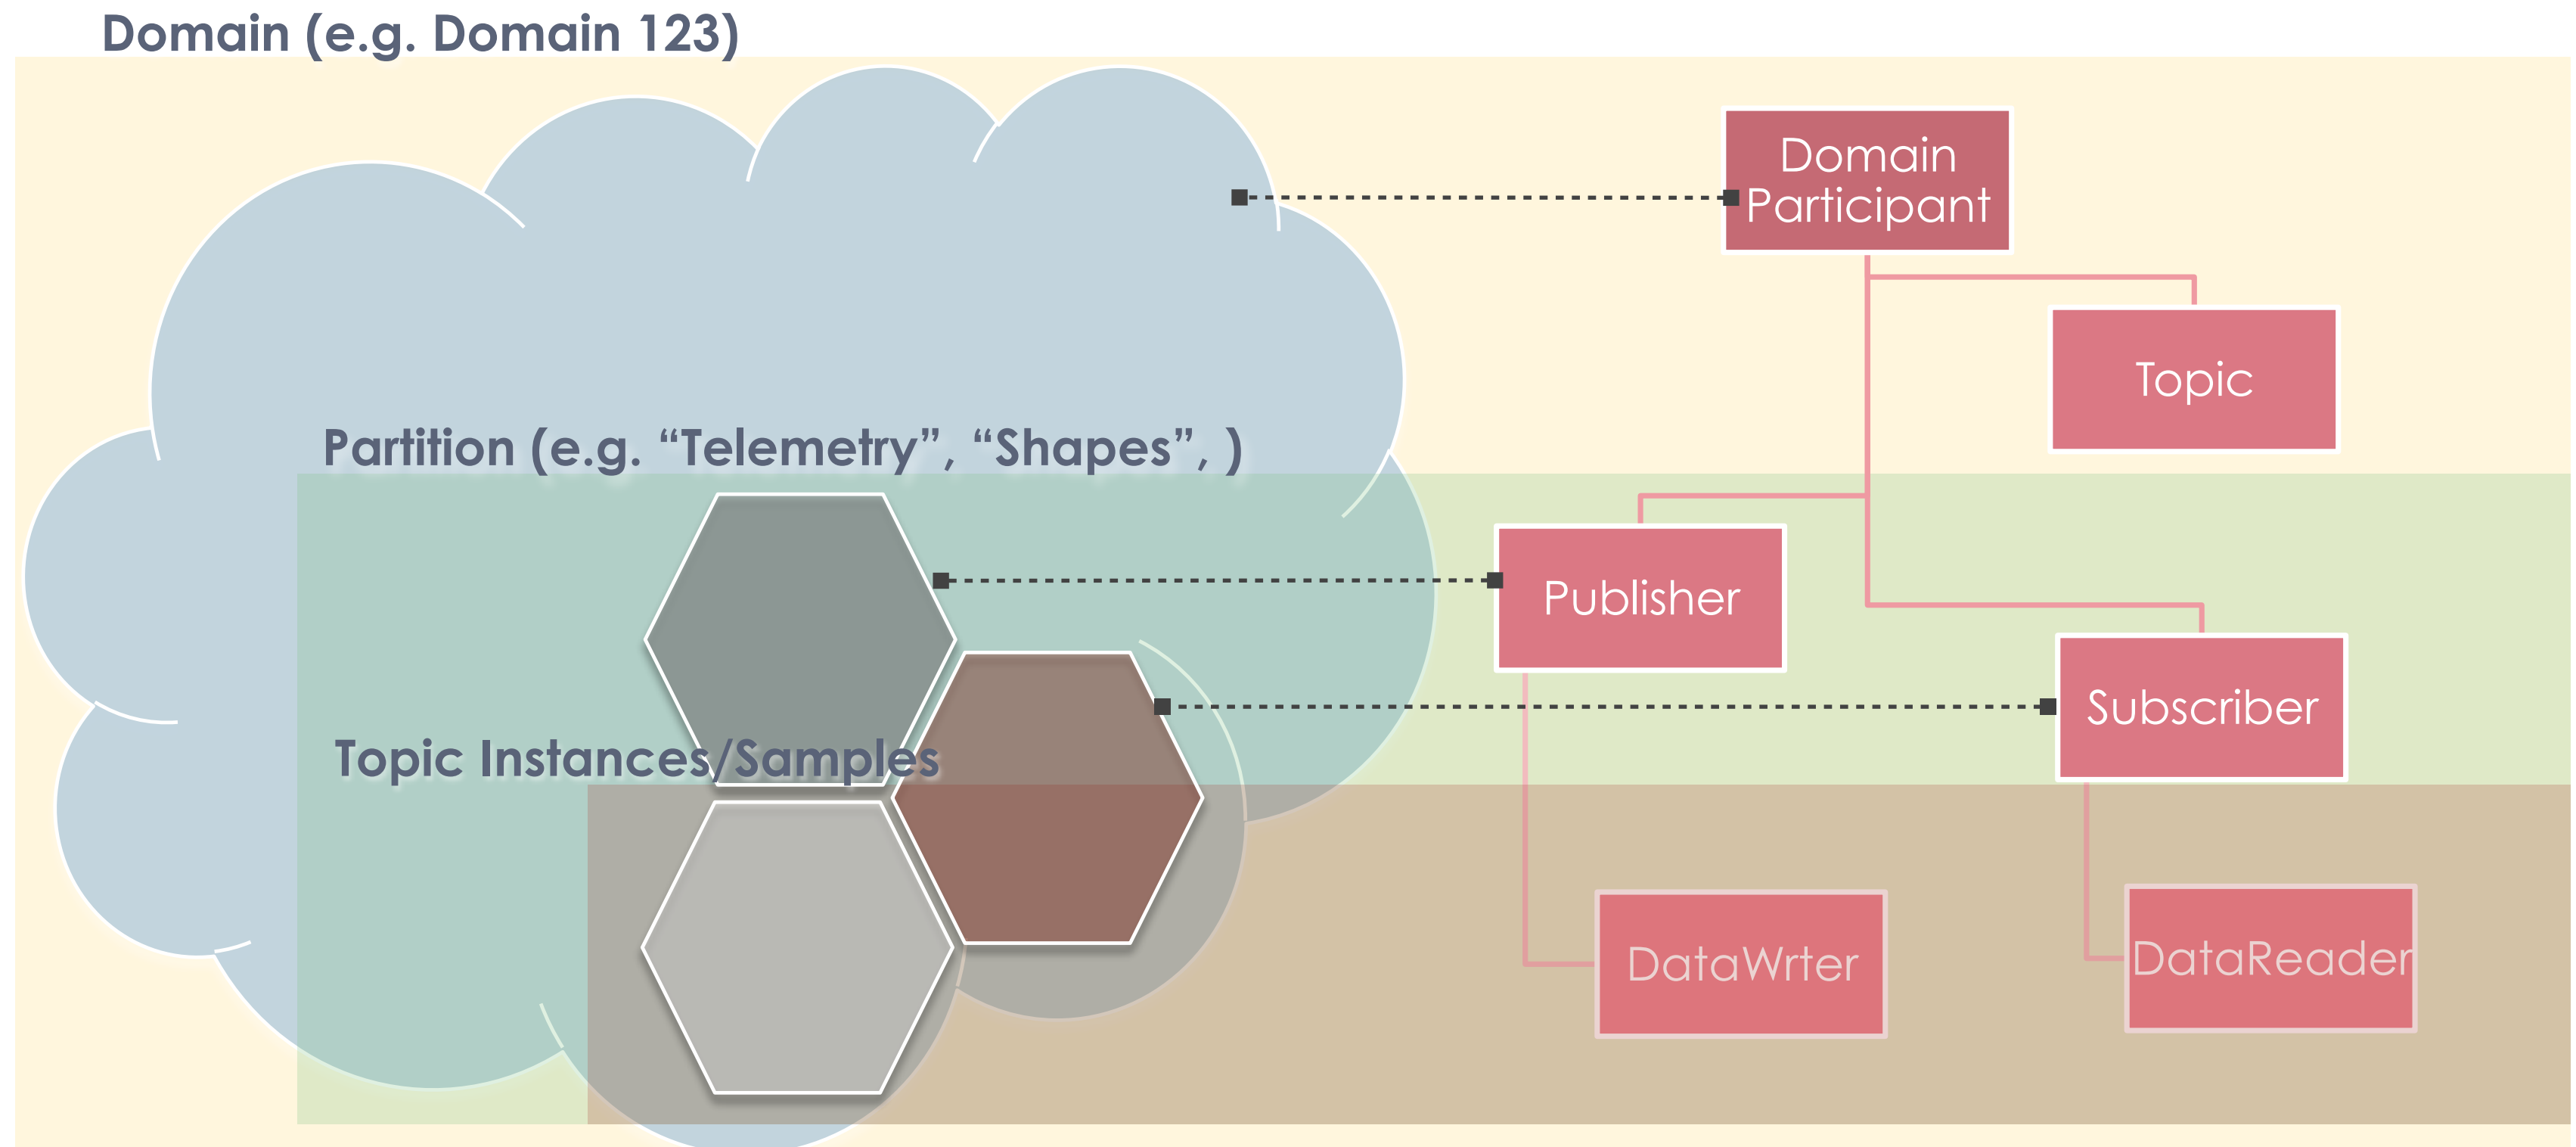 Domain (e.g. Domain 123)
Domain
Participant
Topic
Partition (e.g. “Telemetry”, “Shapes”, )
Publisher
Subscriber
Topic Instances/Samples
DataWrter
DataReader